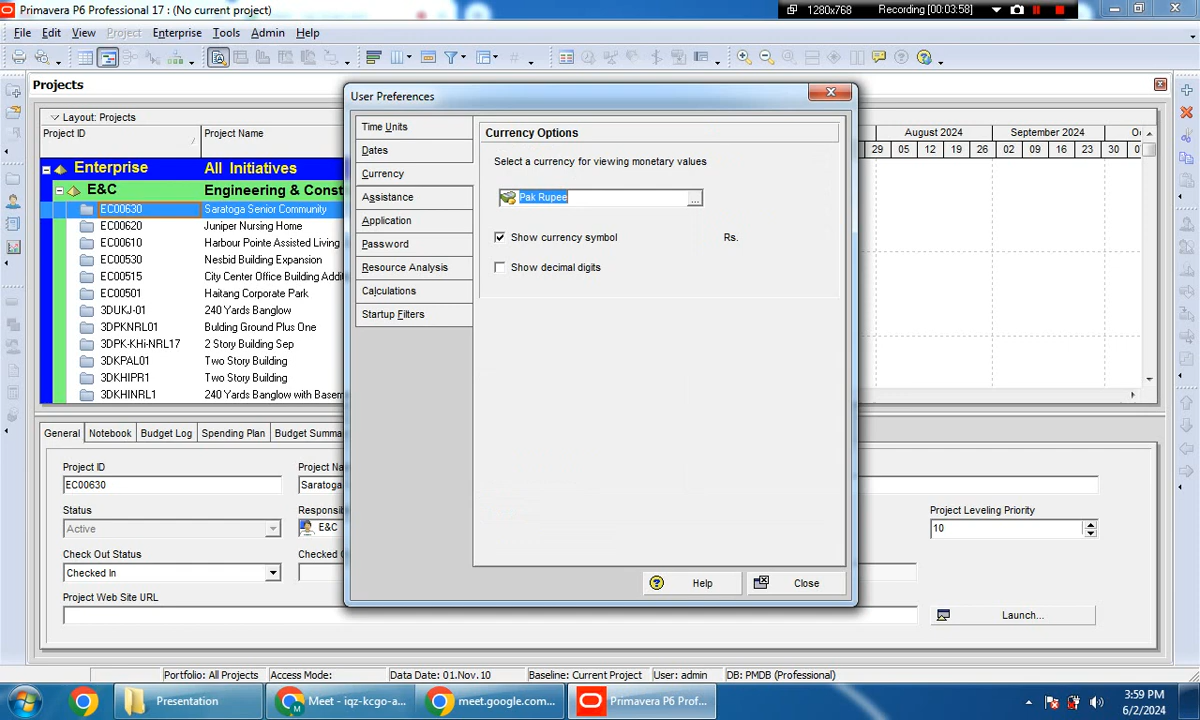 Primavera P6 Professional 17 : (No current project)
1280x768
Recording [00:03:58]
File Edit View Project Enterprise Tools Admin Help
Projects
Layout: Projects
Project ID
Project Name
August 2024
September 2024
29 05 12 19 26 02 09 16 23 30
Enterprise All Initiatives
E&C Engineering & Const
EC00630 Saratoga Senior Community
EC00620 Juniper Nursing Home
EC00610 Harbour Pointe Assisted Living
EC00530 Nesbid Building Expansion
EC00515 City Center Office Building Addit
EC00501 Haitang Corporate Park
3DUKJ-01 240 Yards Banglow
3DPKNRL01 Bulding Ground Plus One
3DPK-KHi-NRL17 2 Story Building Sep
3DKPAL01 Two Story Building
3DKHIPR1 Two Story Building
3DKHINRL1 240 Yards Banglow with Basem
User Preferences
Time Units
Dates
Currency
Assistance
Application
Password
Resource Analysis
Calculations
Startup Filters
Currency Options
Select a currency for viewing monetary values
Pak Rupee
...
Show currency symbol
Rs.
Show decimal digits
Help
Close
General Notebook Budget Log Spending Plan Budget Summa
Project ID
Project Na
EC00630
Saratoga
Status
Responsib
Project Leveling Priority
Active
E&C
10
Check Out Status
Checked O
Checked In
Project Web Site URL
Launch...
Portfolio: All Projects
Access Mode:
Data Date: 01.Nov.10
Baseline: Current Project
User: admin
DB: PMDB (Professional)
Presentation
Meet - iqz-kcgo-a...
meet.google.com...
Primavera P6 Prof...
3:59 PM
6/2/2024